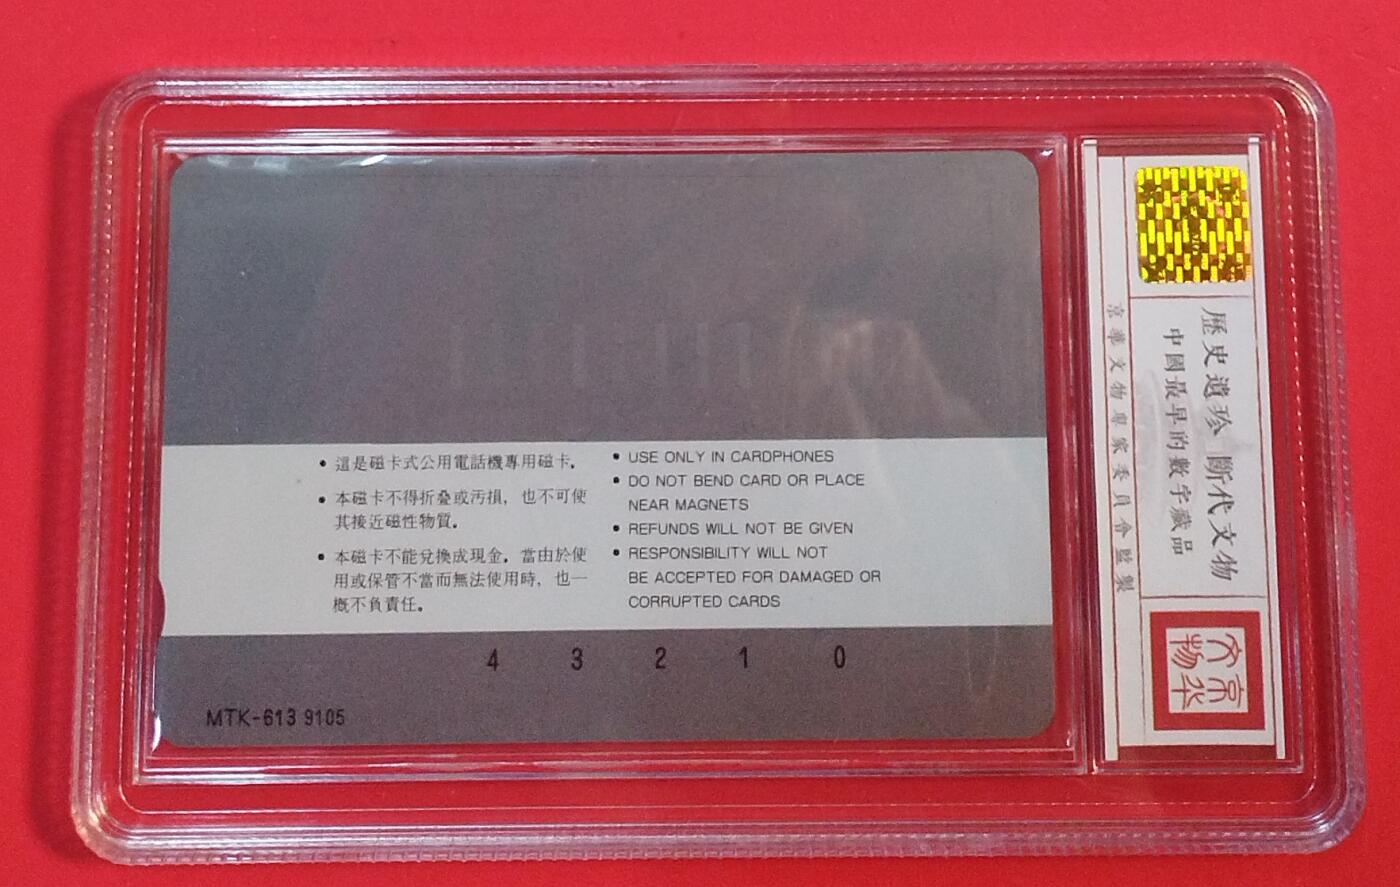 • 這是磁卡式公用電話機專用磁卡.
• 本磁卡不得折叠或汚損, 也不可使
其接近磁性物質.
• 本磁卡不能兌換成現金. 當由於使
用或保管不當而無法使用時, 也一
概不負責任.
• USE ONLY IN CARDPHONES
• DO NOT BEND CARD OR PLACE
NEAR MAGNETS
• REFUNDS WILL NOT BE GIVEN
• RESPONSIBILITY WILL NOT
BE ACCEPTED FOR DAMAGED OR
CORRUPTED CARDS
4 3 2 1 0
MTK-613 9105
歷史遺珍 斷代文物
中國最早的數字藏品
京華文物專家委員會監製
京华
文物